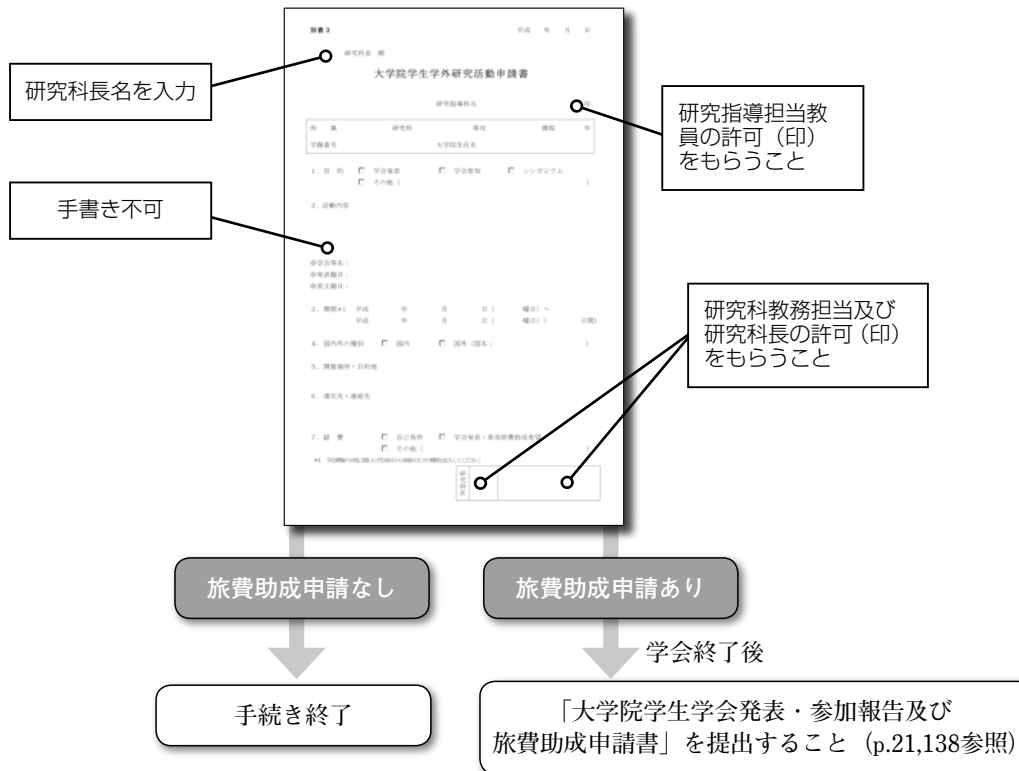 別表3　平成　年　月　日
研究科長　殿
大学院学生学外研究活動申請書
研究指導担当　印
所　属　研究科　専攻　課程　年
学籍番号　大学院生氏名
1．目　的　□　学会発表　□　学会参加　□　シンポジウム
□　その他（　）
2．活動内容
※学会等名：
※発表題目：
※英文題目：
3．期間*1　平成　年　月　日（　曜日）～
平成　年　月　日（　曜日）（　日間）
4．国内外の種別　□　国内　□　国外（国名：　）
5．開催場所・目的地
6．滞在先・連絡先
7．経　費　□　自己負担　□　学会発表・参加旅費助成希望
□　その他（　）
研究科長名を入力
手書き不可
研究指導担当教
員の許可（印）
をもらうこと
研究科教務担当及び
研究科長の許可（印）
をもらうこと
旅費助成申請なし
旅費助成申請あり
学会終了後
手続き終了
「大学院学生学会発表・参加報告及び
旅費助成申請書」を提出すること（p.21,138参照）